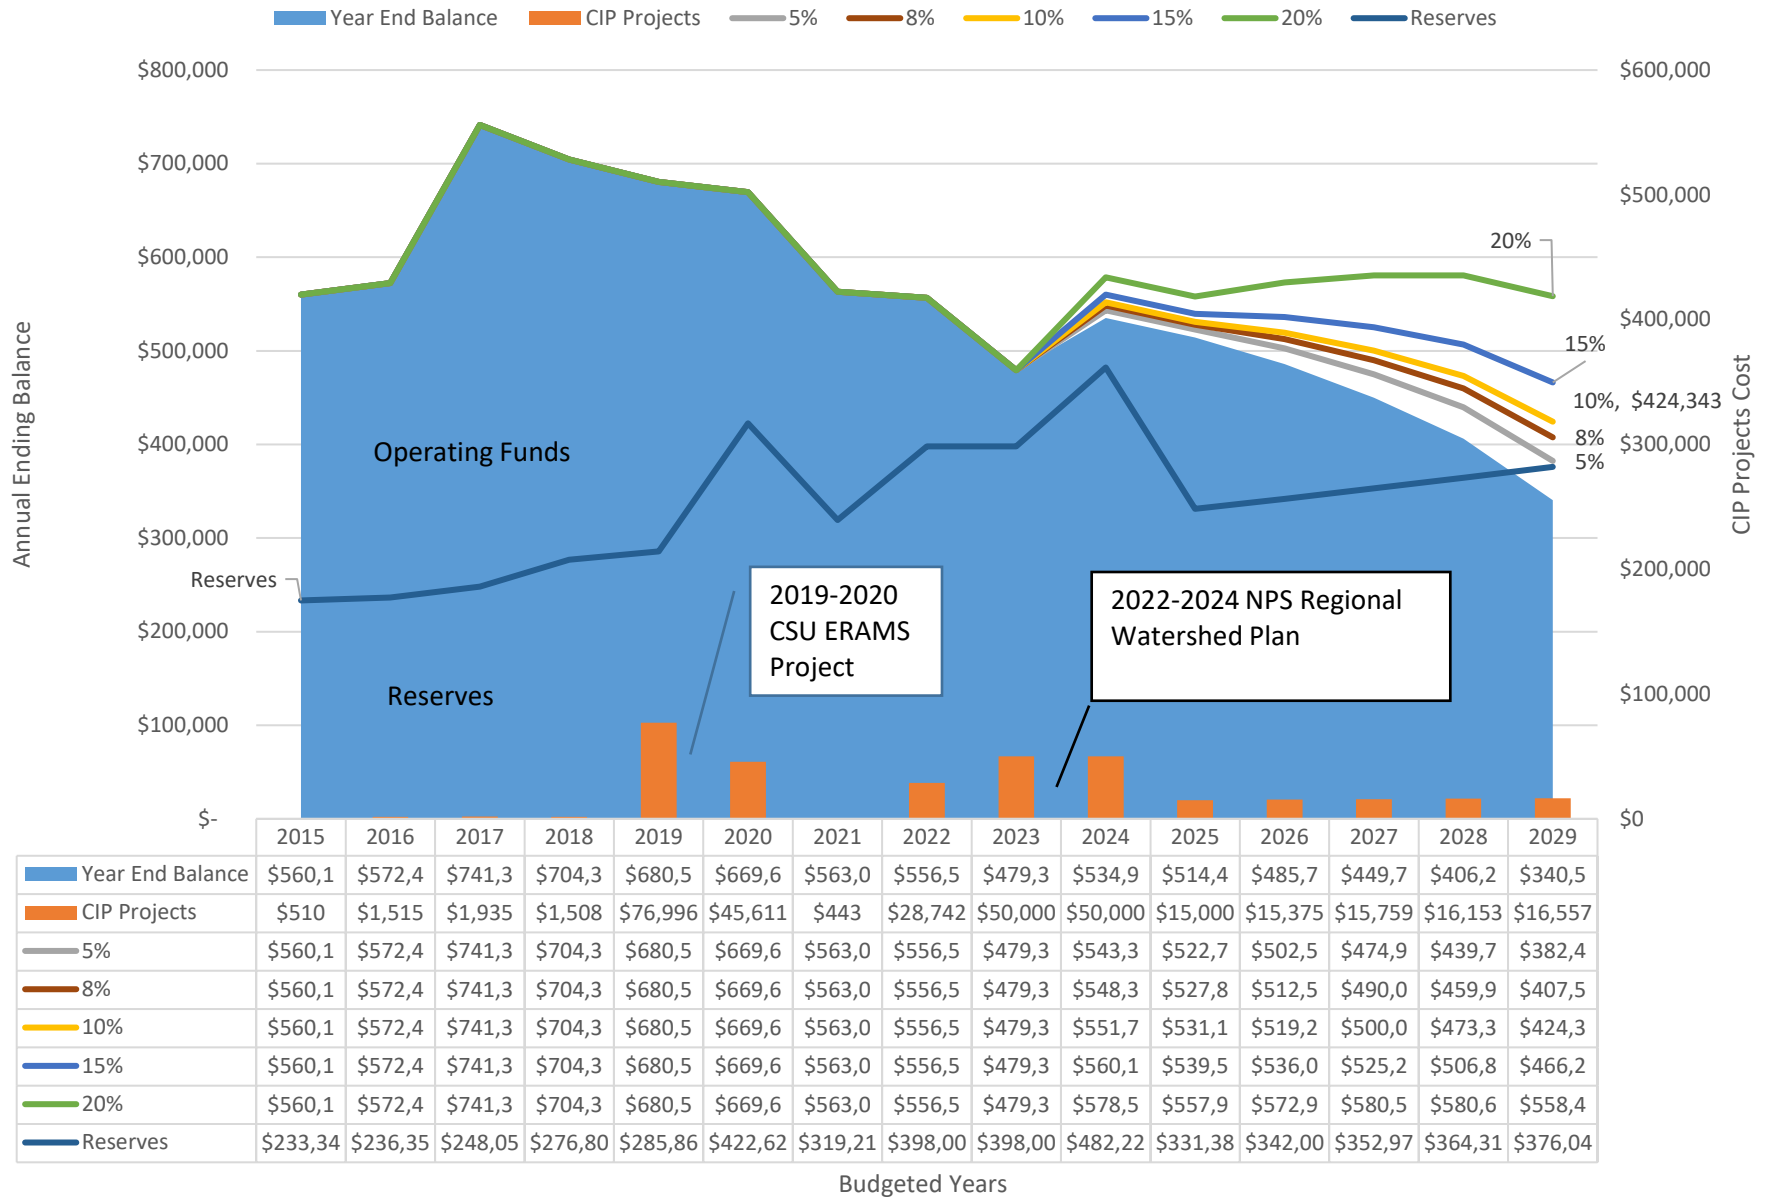 Year End Balance CIP Projects 5% 8% 10% 15% 20% Reserves
$800,000 $600,000
$700,000
$500,000
$600,000
20%
$400,000
$500,000
15%
10%, $424,343
$400,000 8% $300,000
5%
Operating Funds
$300,000
Reserves
$200,000
$200,000
Reserves
$100,000
$100,000
$- $0
Annual Ending Balance
CIP Projects Cost
2019-2020
CSU ERAMS
Project
2022-2024 NPS Regional
Watershed Plan
2015 2016 2017 2018 2019 2020 2021 2022 2023 2024 2025 2026 2027 2028 2029
Year End Balance $560,1 $572,4 $741,3 $704,3 $680,5 $669,6 $563,0 $556,5 $479,3 $534,9 $514,4 $485,7 $449,7 $406,2 $340,5
CIP Projects $510 $1,515 $1,935 $1,508 $76,996 $45,611 $443 $28,742 $50,000 $50,000 $15,000 $15,375 $15,759 $16,153 $16,557
5% $560,1 $572,4 $741,3 $704,3 $680,5 $669,6 $563,0 $556,5 $479,3 $543,3 $522,7 $502,5 $474,9 $439,7 $382,4
8% $560,1 $572,4 $741,3 $704,3 $680,5 $669,6 $563,0 $556,5 $479,3 $548,3 $527,8 $512,5 $490,0 $459,9 $407,5
10% $560,1 $572,4 $741,3 $704,3 $680,5 $669,6 $563,0 $556,5 $479,3 $551,7 $531,1 $519,2 $500,0 $473,3 $424,3
15% $560,1 $572,4 $741,3 $704,3 $680,5 $669,6 $563,0 $556,5 $479,3 $560,1 $539,5 $536,0 $525,2 $506,8 $466,2
20% $560,1 $572,4 $741,3 $704,3 $680,5 $669,6 $563,0 $556,5 $479,3 $578,5 $557,9 $572,9 $580,5 $580,6 $558,4
Reserves $233,34 $236,35 $248,05 $276,80 $285,86 $422,62 $319,21 $398,00 $398,00 $482,22 $331,38 $342,00 $352,97 $364,31 $376,04
Budgeted Years